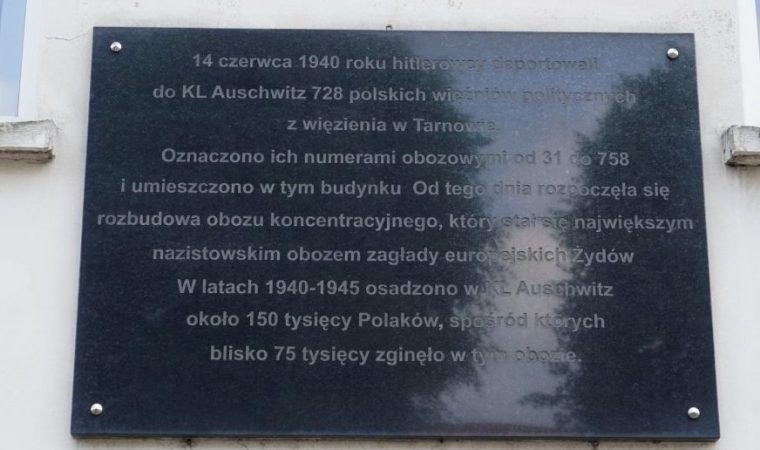 14 czerwca 1940 roku hitlerowcy deportowali
do KL Auschwitz 728 polskich więźniów politycznych
z więzienia w Tarnowie.
Oznaczono ich numerami obozowymi od 31 do 758
i umieszczono w tym budynku Od tego dnia rozpoczęła się
rozbudowa obozu koncentracyjnego, który stał się największym
nazistowskim obozem zagłady europejskich Żydów
W latach 1940-1945 osadzono w KL Auschwitz
około 150 tysięcy Polaków, spośród których
blisko 75 tysięcy zginęło w tym obozie.